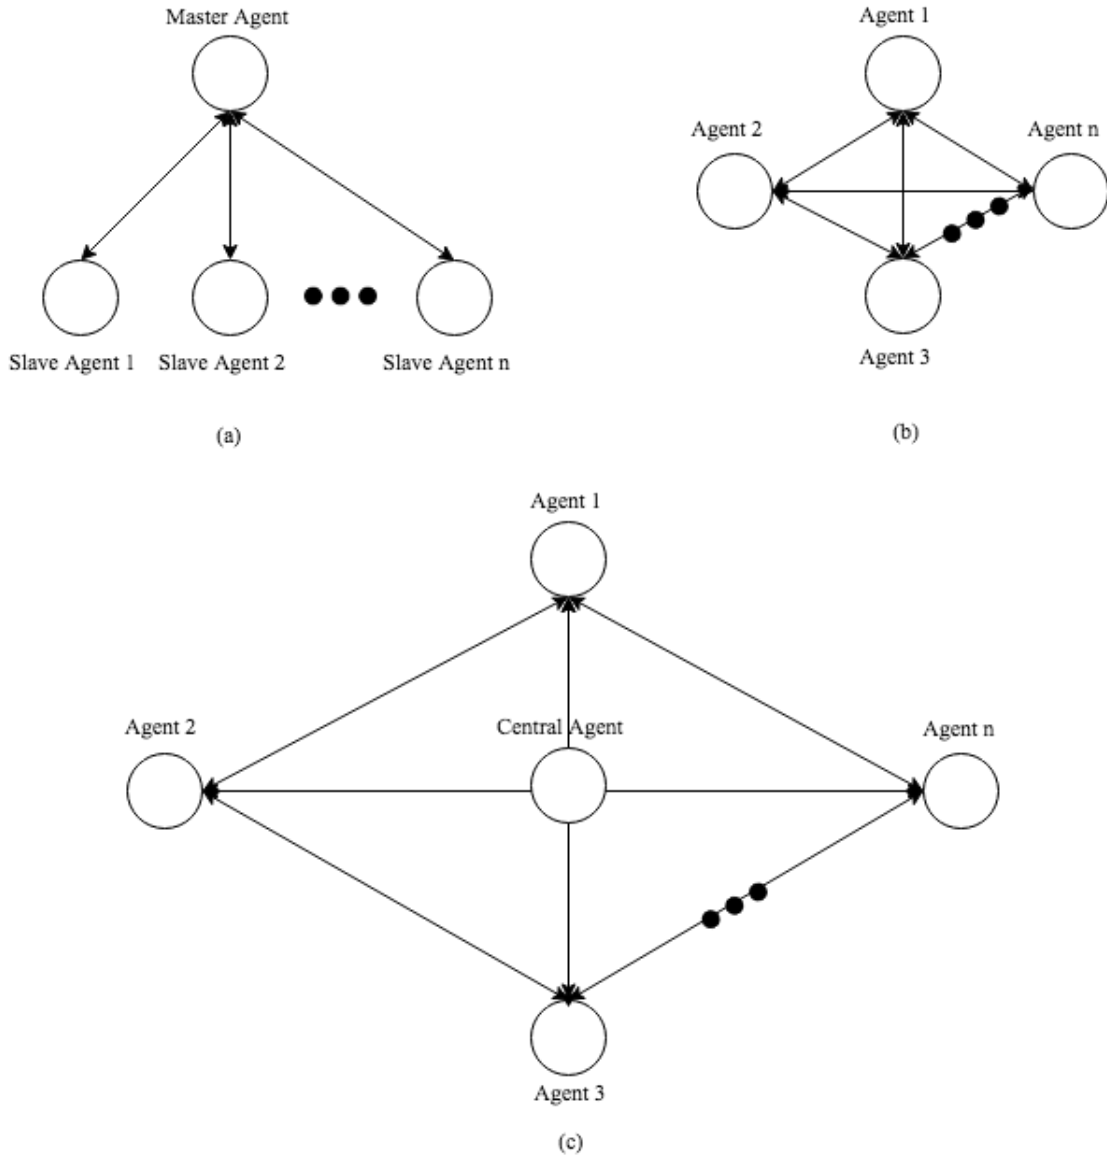 Master Agent
Slave Agent 1
Slave Agent 2
Slave Agent n
(a)
Agent 1
Agent 2
Agent n
Agent 3
(b)
Agent 1
Agent 2
Central Agent
Agent n
Agent 3
(c)